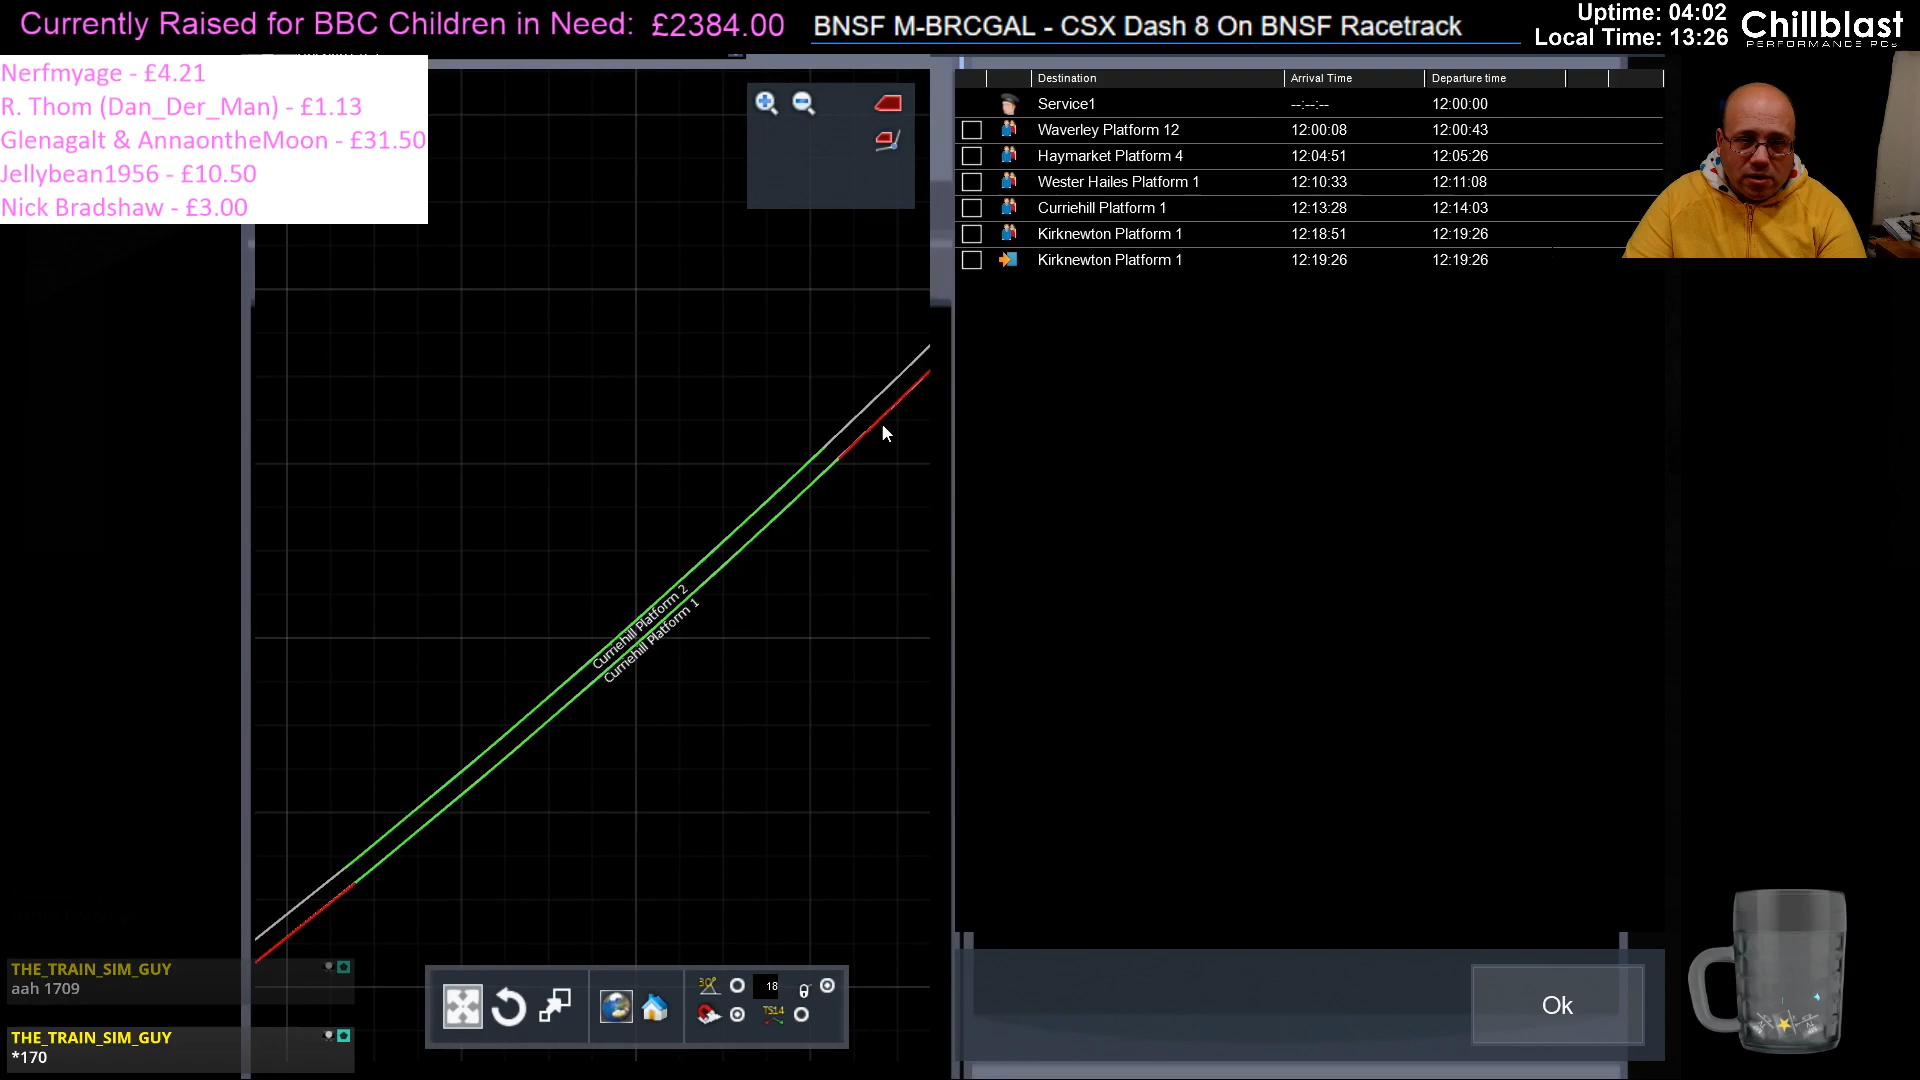 Currently Raised for BBC Children in Need: £2384.00
BNSF M-BRCGAL - CSX Dash 8 On BNSF Racetrack
Uptime: 04:02
Local Time: 13:26
Chillblast
PERFORMANCE PCs
Nerfmyage - £4.21
R. Thom (Dan_Der_Man) - £1.13
Glenagalt & AnnaontheMoon - £31.50
Jellybean1956 - £10.50
Nick Bradshaw - £3.00
Destination Arrival Time Departure time
Service1 --:--:-- 12:00:00
Waverley Platform 12 12:00:08 12:00:43
Haymarket Platform 4 12:04:51 12:05:26
Wester Hailes Platform 1 12:10:33 12:11:08
Curriehill Platform 1 12:13:28 12:14:03
Kirknewton Platform 1 12:18:51 12:19:26
Kirknewton Platform 1 12:19:26 12:19:26
Curriehill Platform 2
Curriehill Platform 1
THE_TRAIN_SIM_GUY
aah 1709
THE_TRAIN_SIM_GUY
*170
30°
18
TS14
Ok